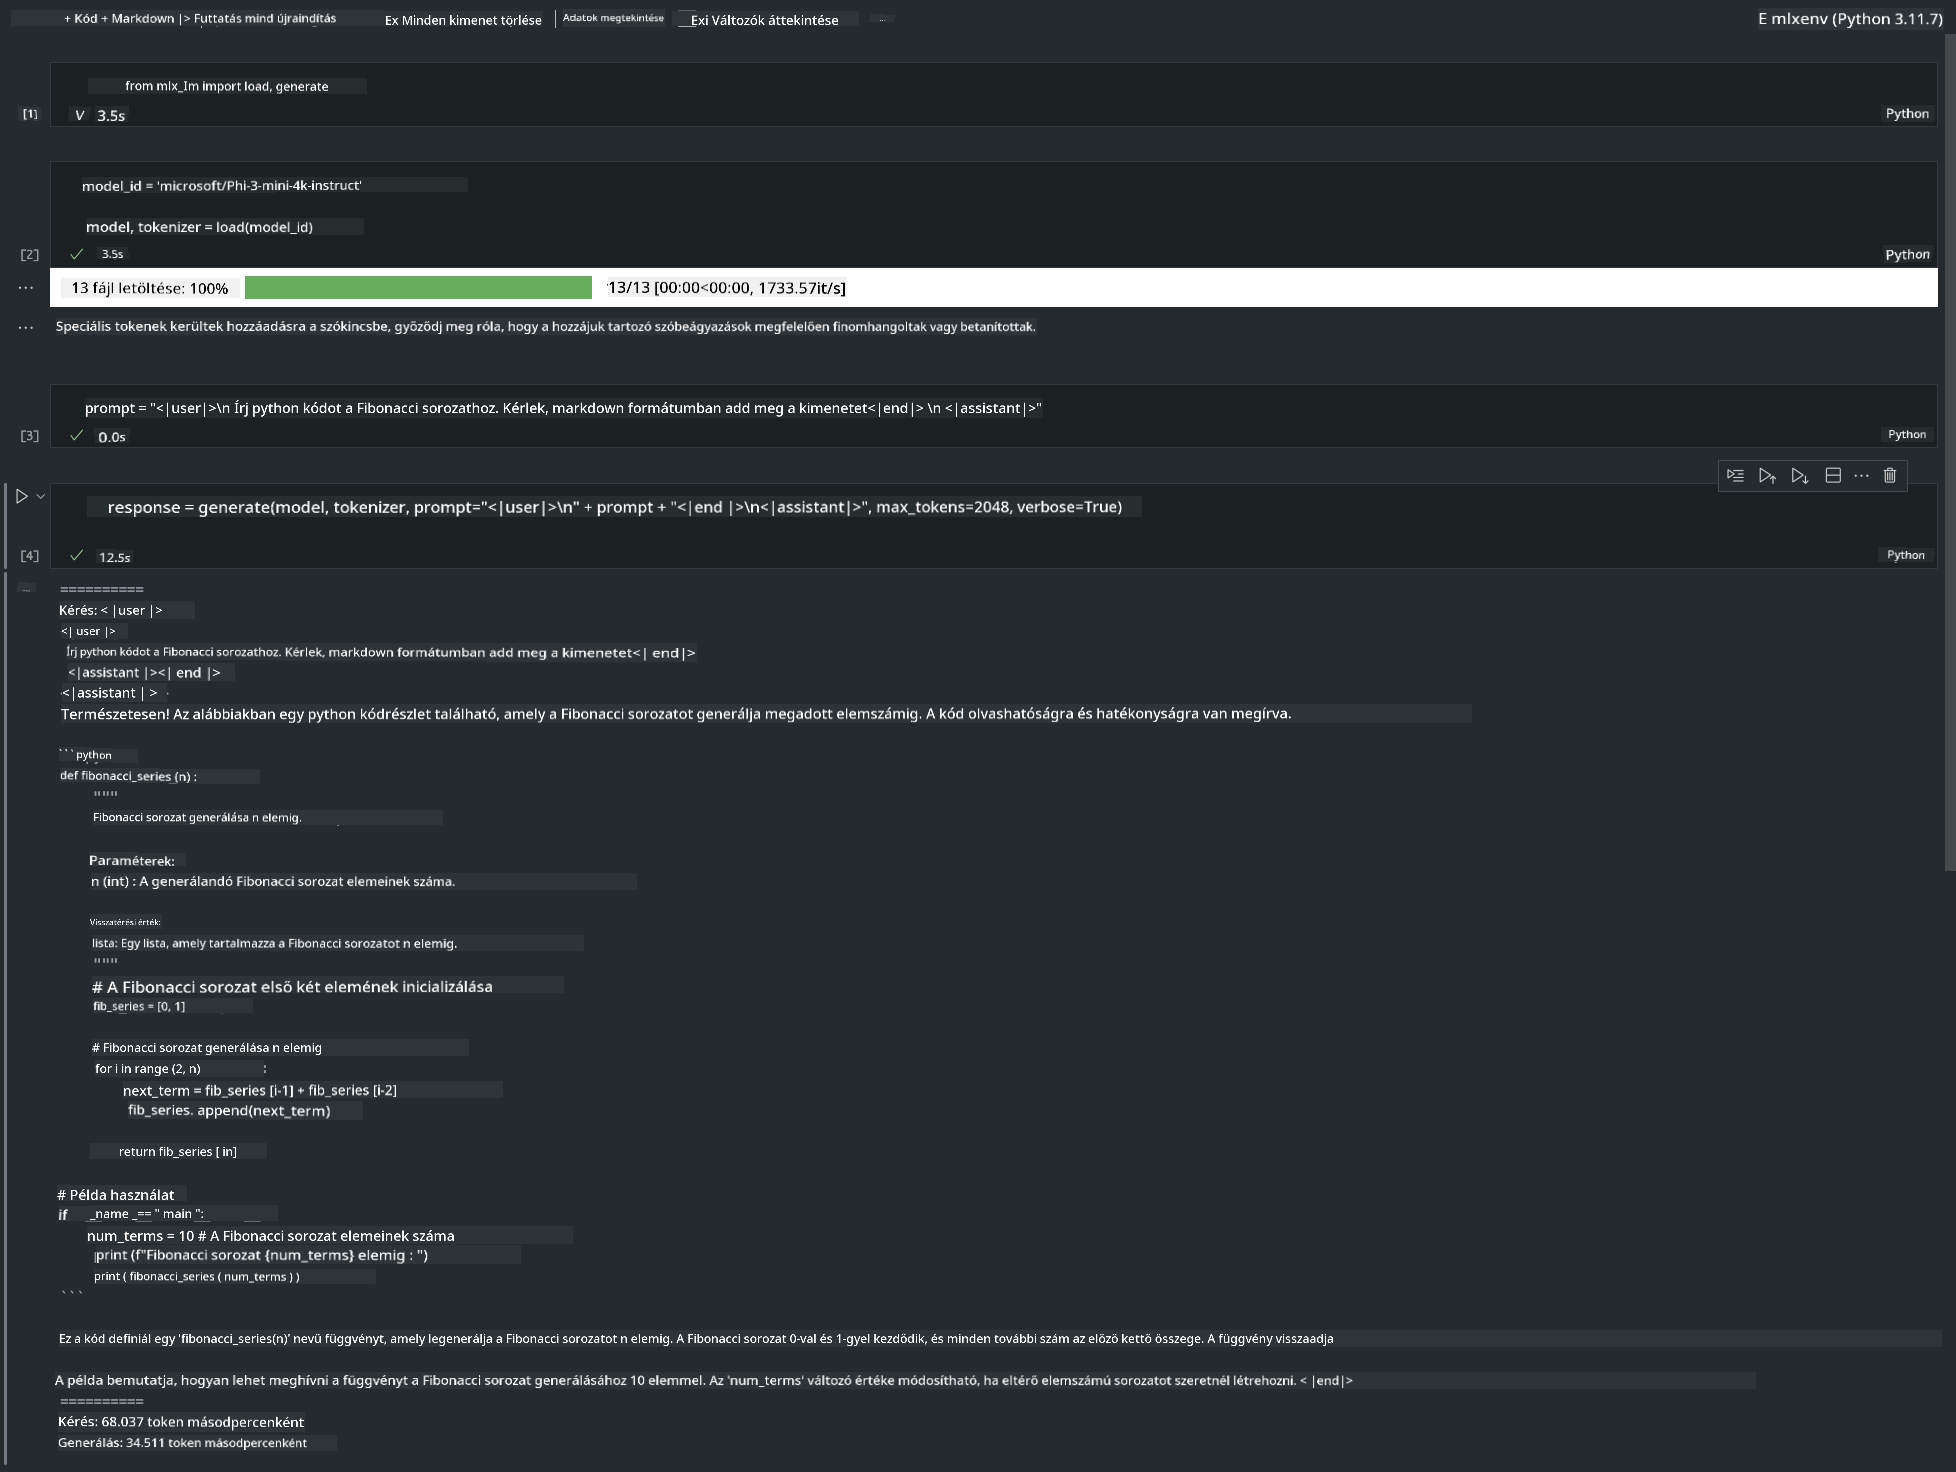 + Kód + Markdown |> Futtatás mind újraindítás Ex Minden kimenet törlése | Adatok megtekintése Exi Változók áttekintése ... E mlxenv (Python 3.11.7)
from mlx_Im import load, generate
[1] V 3.5s Python
model_id = 'microsoft/Phi-3-mini-4k-instruct'
model, tokenizer = load(model_id)
[2] ✓ 3.5s Python
... 13 fájl letöltése: 100% 13/13 [00:00<00:00, 1733.57it/s]
... Speciális tokenek kerültek hozzáadásra a szókincsbe, győződj meg róla, hogy a hozzájuk tartozó szóbeágyazások megfelelően finomhangoltak vagy betanítottak.
prompt = "<|user|>\n Írj python kódot a Fibonacci sorozathoz. Kérlek, markdown formátumban add meg a kimenetet<|end|> \n <|assistant|>"
[3] ✓ 0.0s Python
response = generate(model, tokenizer, prompt="<|user|>\n" + prompt + "<|end |>\n<|assistant|>", max_tokens=2048, verbose=True)
[4] ✓ 12.5s Python
... ==========
Kérés: < |user |>
<| user |>
Írj python kódot a Fibonacci sorozathoz. Kérlek, markdown formátumban add meg a kimenetet<| end|>
<|assistant |><| end |>
<|assistant | >
Természetesen! Az alábbiakban egy python kódrészlet található, amely a Fibonacci sorozatot generálja megadott elemszámig. A kód olvashatóságra és hatékonyságra van megírva.
```python
def fibonacci_series (n) :
"""
Fibonacci sorozat generálása n elemig.
Paraméterek:
n (int) : A generálandó Fibonacci sorozat elemeinek száma.
Visszatérési érték:
lista: Egy lista, amely tartalmazza a Fibonacci sorozatot n elemig.
"""
# A Fibonacci sorozat első két elemének inicializálása
fib_series = [0, 1]
# Fibonacci sorozat generálása n elemig
for i in range (2, n) :
next_term = fib_series [i-1] + fib_series [i-2]
fib_series. append(next_term)
return fib_series [ in]
# Példa használat
if _name _== " main ":
num_terms = 10 # A Fibonacci sorozat elemeinek száma
print (f"Fibonacci sorozat {num_terms} elemig : ")
print ( fibonacci_series ( num_terms ) )
```
Ez a kód definiál egy 'fibonacci_series(n)' nevű függvényt, amely legenerálja a Fibonacci sorozatot n elemig. A Fibonacci sorozat 0-val és 1-gyel kezdődik, és minden további szám az előző kettő összege. A függvény visszaadja
A példa bemutatja, hogyan lehet meghívni a függvényt a Fibonacci sorozat generálásához 10 elemmel. Az 'num_terms' változó értéke módosítható, ha eltérő elemszámú sorozatot szeretnél létrehozni. < |end|>
==========
Kérés: 68.037 token másodpercenként
Generálás: 34.511 token másodpercenként